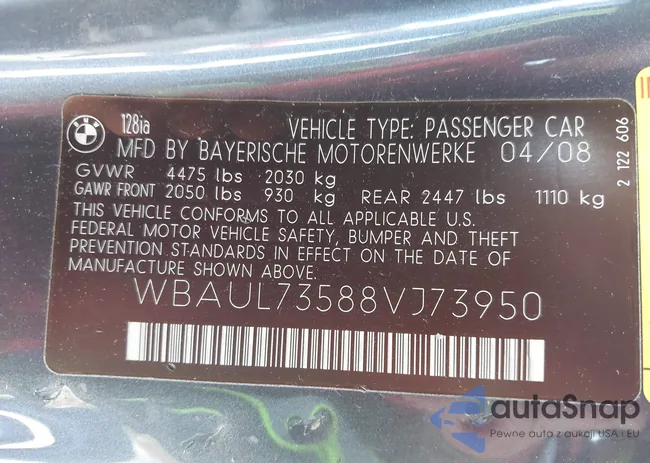 128ia
VEHICLE TYPE: PASSENGER CAR
MFD BY BAYERISCHE MOTORENWERKE 04/08
GVWR 4475 lbs 2030 kg
GAWR FRONT 2050 lbs 930 kg REAR 2447 lbs 1110 kg
THIS VEHICLE CONFORMS TO ALL APPLICABLE U.S.
FEDERAL MOTOR VEHICLE SAFETY, BUMPER AND THEFT
PREVENTION STANDARDS IN EFFECT ON THE DATE OF
MANUFACTURE SHOWN ABOVE.
WBAUL73588VJ73950
2 122 606
autaSnap
Pewne auta z aukcji USA i EU